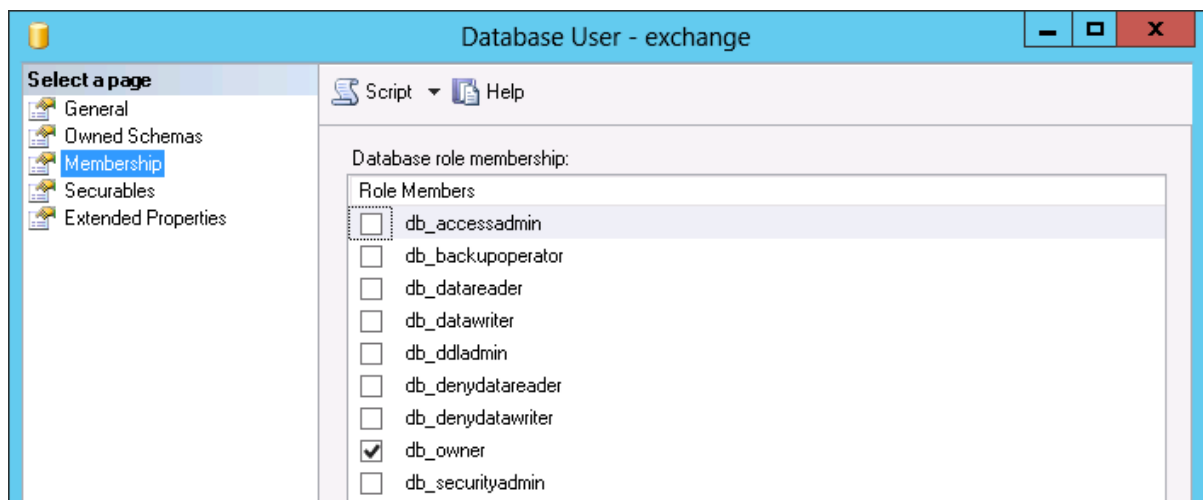 Database User - exchange
Select a page
General
Owned Schemas
Membership
Securables
Extended Properties
Script
Help
Database role membership:
Role Members
db_accessadmin
db_backupoperator
db_datareader
db_datawriter
db_ddladmin
db_denydatareader
db_denydatawriter
db_owner
db_securityadmin